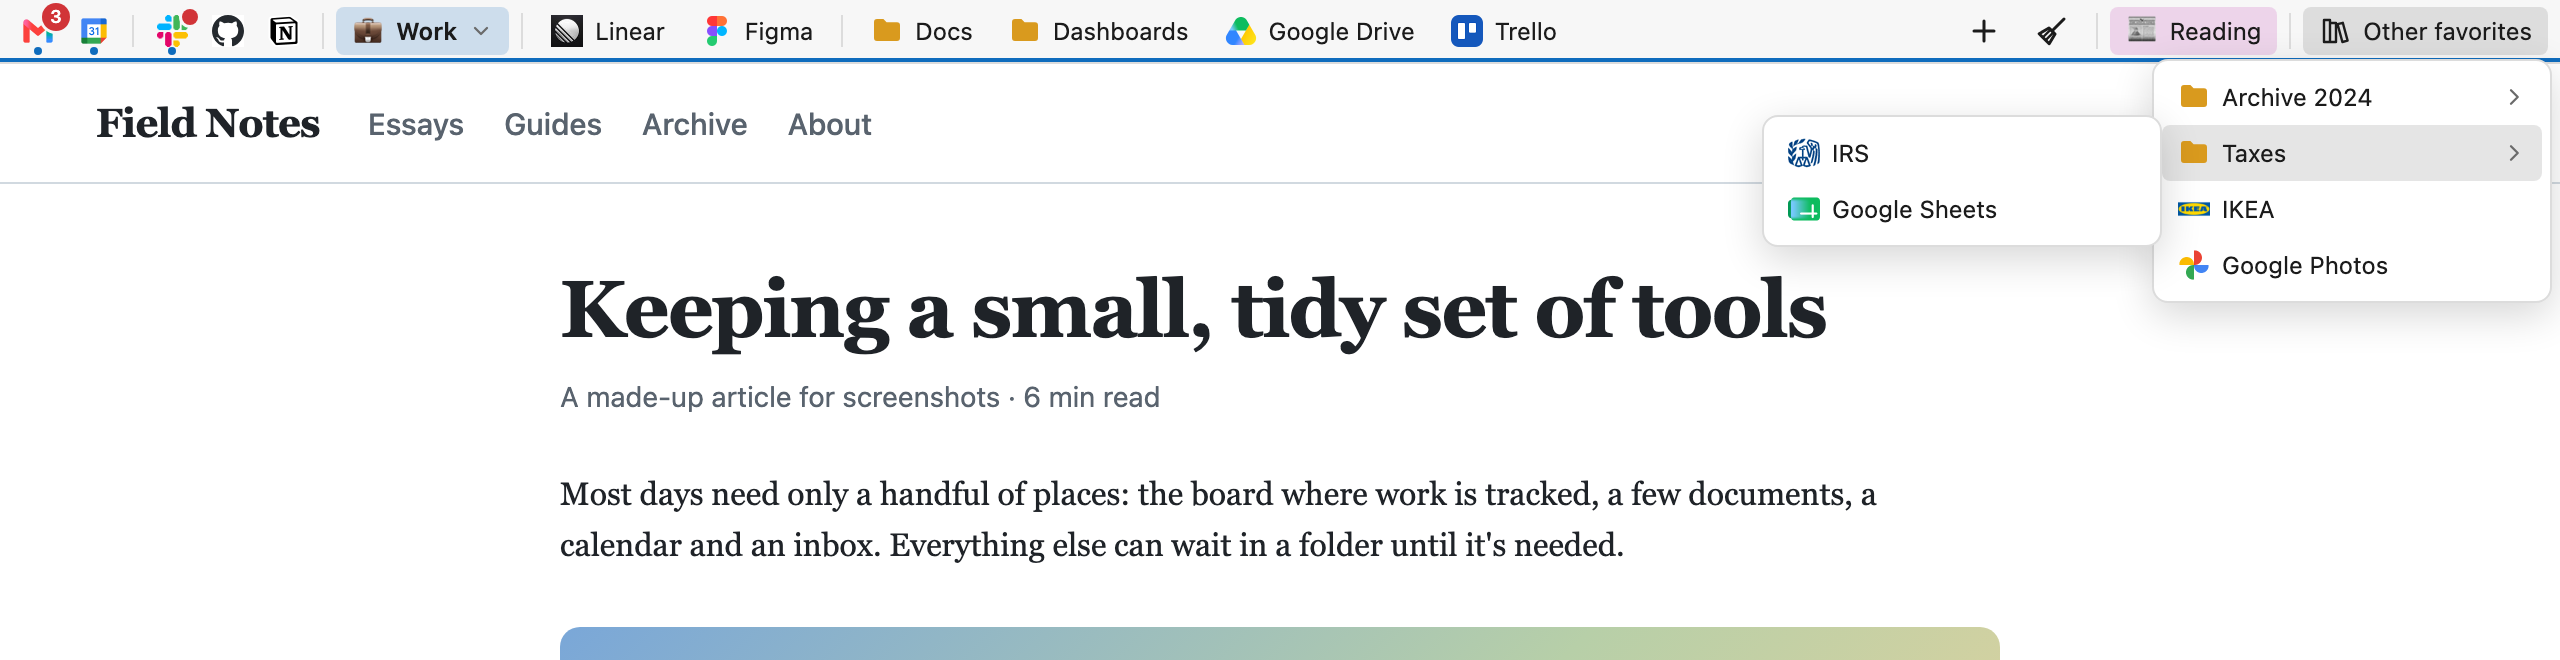 3
31
Work
Linear
Figma
Docs
Dashboards
Google Drive
Trello
Reading
Other favorites
Field Notes
Essays
Guides
Archive
About
Archive 2024
Taxes
IKEA
IKEA
Google Photos
IRS
Google Sheets
Keeping a small, tidy set of tools
A made-up article for screenshots · 6 min read
Most days need only a handful of places: the board where work is tracked, a few documents, a
calendar and an inbox. Everything else can wait in a folder until it's needed.